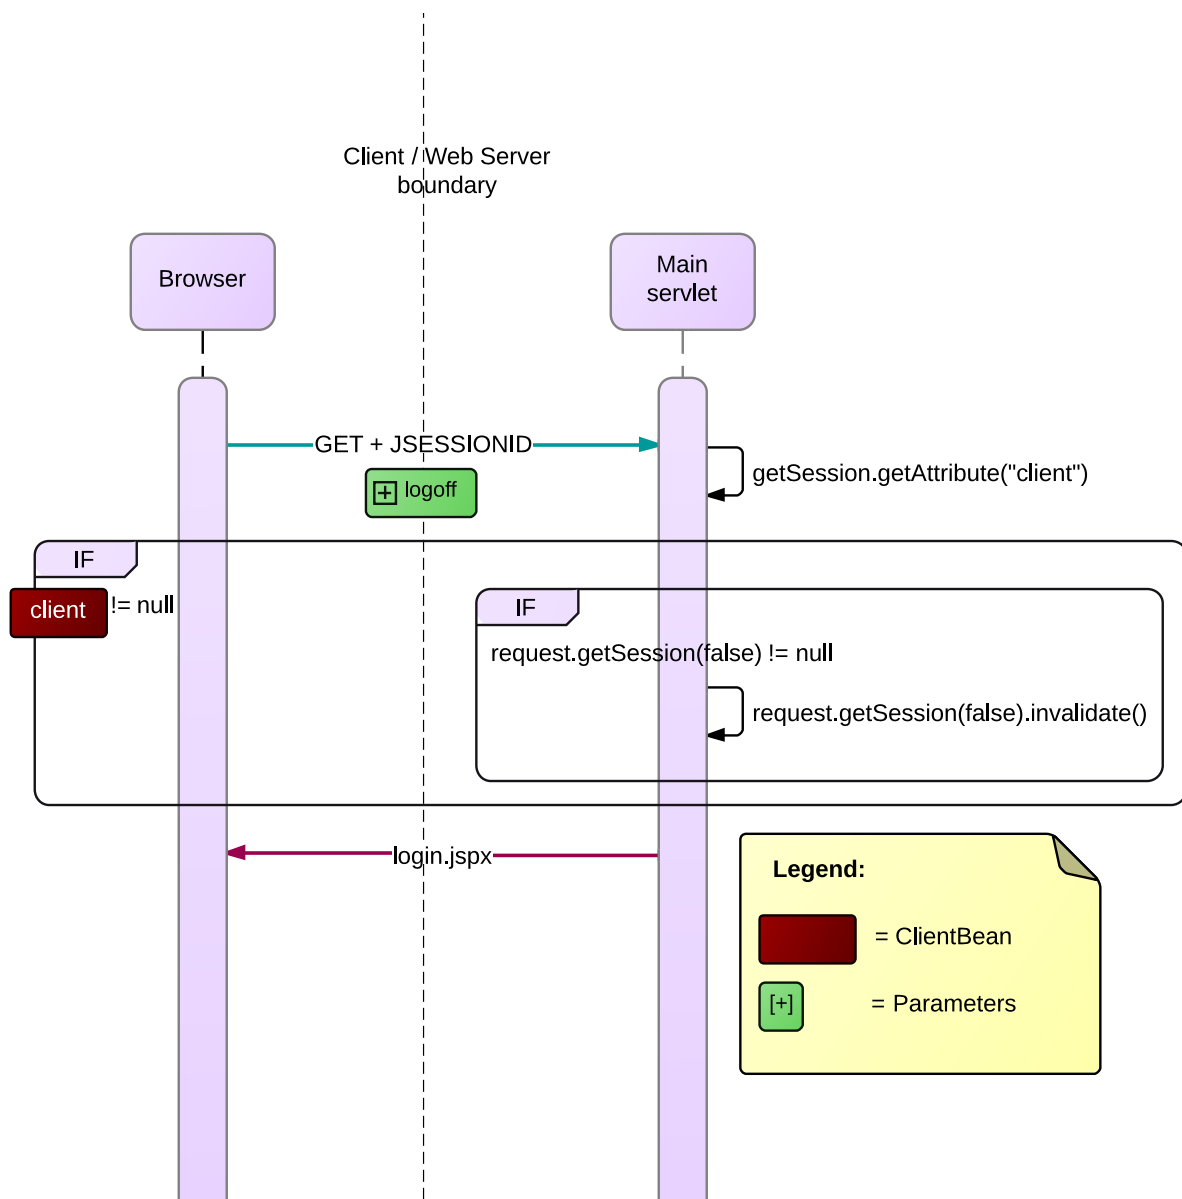 Client / Web Server
boundary
Browser
Main
servlet
GET + JSESSIONID
logoff
getSession.getAttribute("client")
IF
client != null
IF
request.getSession(false) != null
request.getSession(false).invalidate()
login.jspx
Legend:
= ClientBean
[+] = Parameters